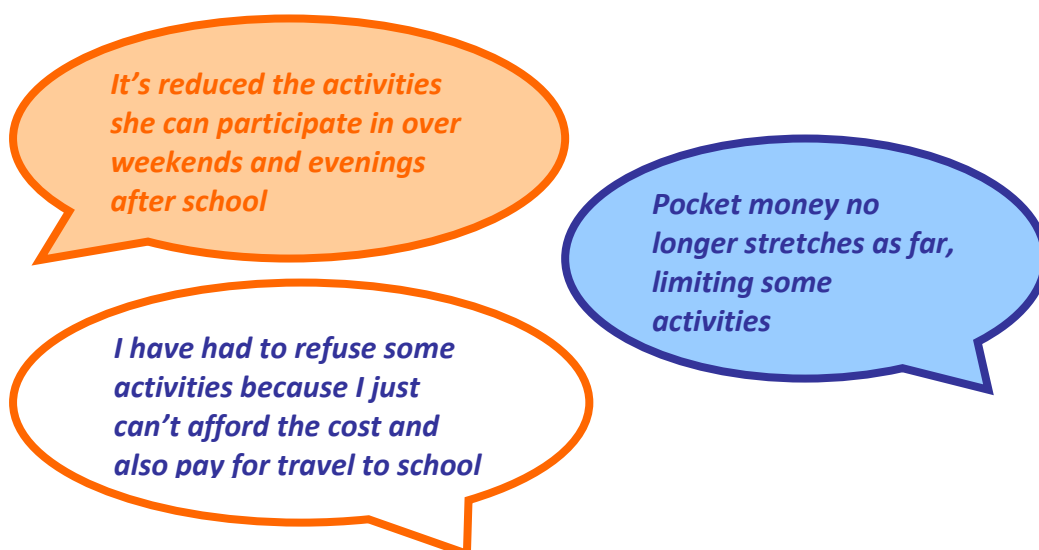 It’s reduced the activities
she can participate in over
weekends and evenings
after school
Pocket money no
longer stretches as far,
limiting some
activities
I have had to refuse some
activities because I just
can’t afford the cost and
also pay for travel to school